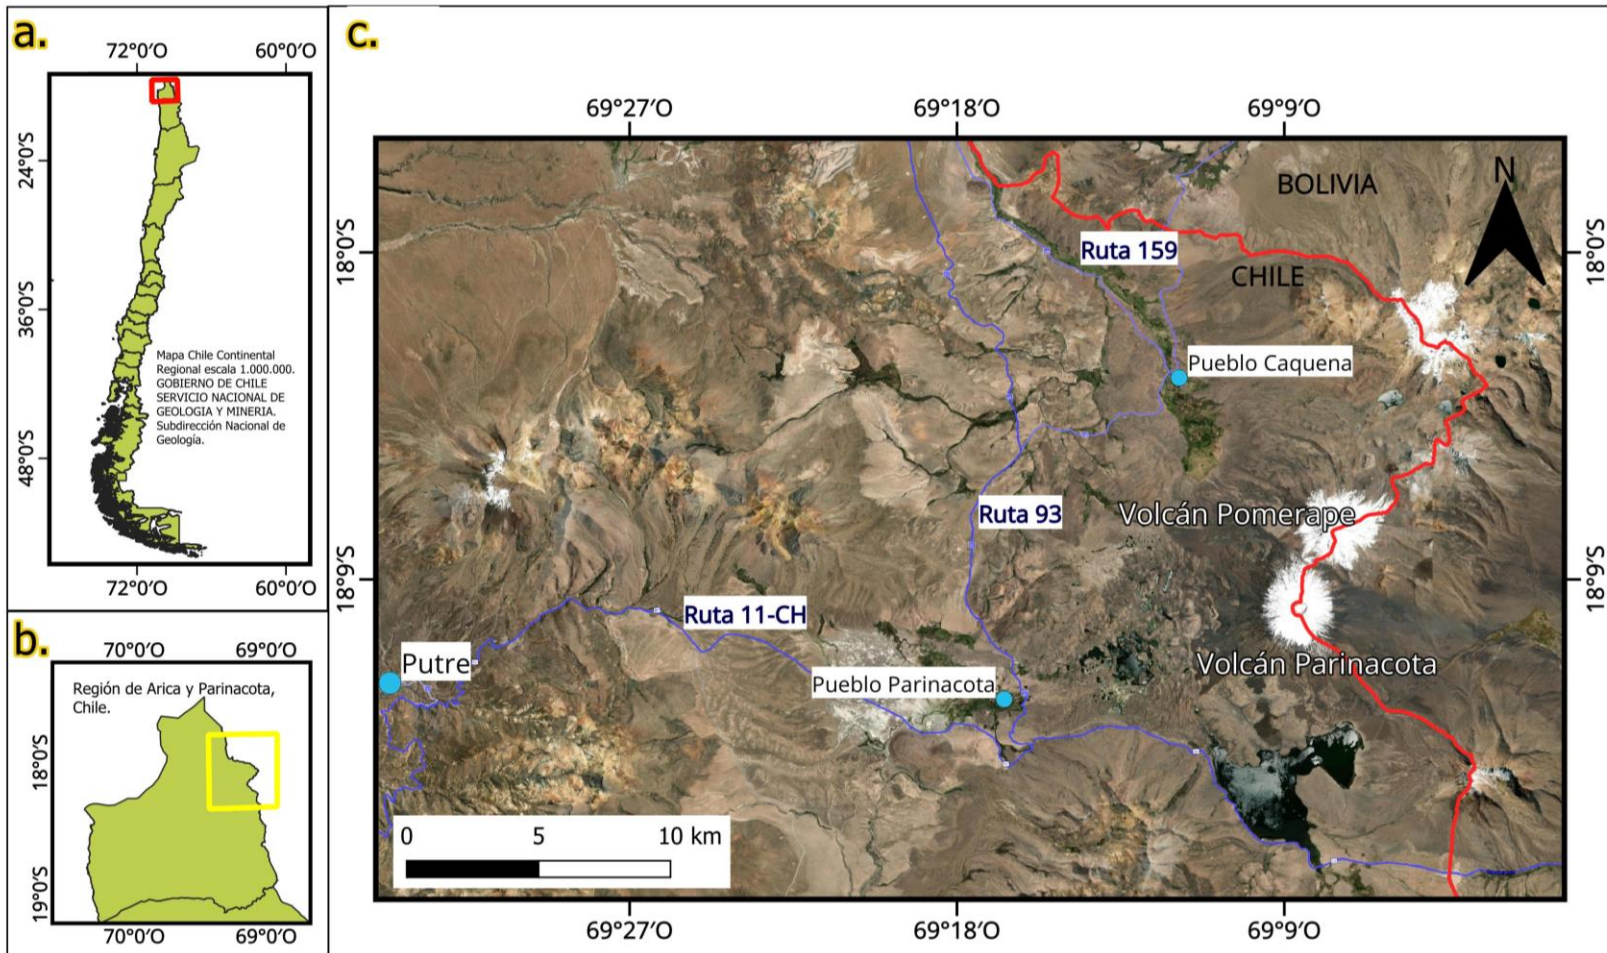 a.
72°0′O 60°0′O
24°0′S
36°0′S
48°0′S
Mapa Chile Continental
Regional escala 1.000.000.
GOBIERNO DE CHILE
SERVICIO NACIONAL DE
GEOLOGIA Y MINERIA.
Subdirección Nacional de
Geología.
72°0′O 60°0′O
b.
70°0′O 69°0′O
Región de Arica y Parinacota,
Chile.
18°0′S
19°0′S
70°0′O 69°0′O
c.
69°27′O 69°18′O 69°9′O
N
BOLIVIA
18°0′S 18°0′S
Ruta 159
CHILE
Pueblo Caquena
Ruta 93
Volcán Pomerape
18°9′S 18°9′S
Ruta 11-CH
Putre
Volcán Parinacota
Pueblo Parinacota
0 5 10 km
69°27′O 69°18′O 69°9′O